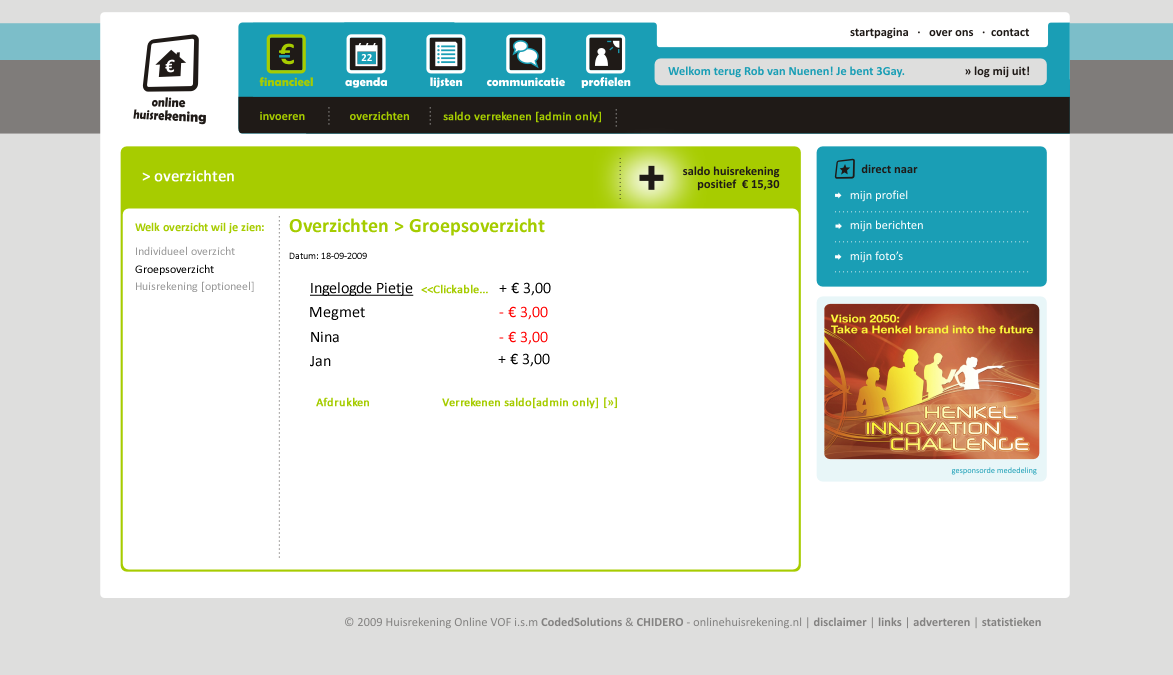 startpagina · over ons · contact
€
22
financieel
agenda
lijsten
communicatie
profielen
Welkom terug Rob van Nuenen! Je bent 3Gay.
» log mij uit!
€
online
huisrekening
invoeren
overzichten
saldo verrekenen [admin only]
> overzichten
saldo huisrekening
positief € 15,30
Welk overzicht wil je zien:
Individueel overzicht
Groepsoverzicht
Huisrekening [optioneel]
Overzichten > Groepsoverzicht
Datum: 18-09-2009
Ingelogde Pietje <<Clickable... + € 3,00
Megmet - € 3,00
Nina - € 3,00
Jan + € 3,00
Afdrukken
Verrekenen saldo[admin only] [»]
direct naar
mijn profiel
mijn berichten
mijn foto's
Vision 2050:
Take a Henkel brand into the future
HENKEL
INNOVATION
CHALLENGE
gesponsorde mededeling
© 2009 Huisrekening Online VOF i.s.m CodedSolutions & CHIDERO - onlinehuisrekening.nl | disclaimer | links | adverteren | statistieken